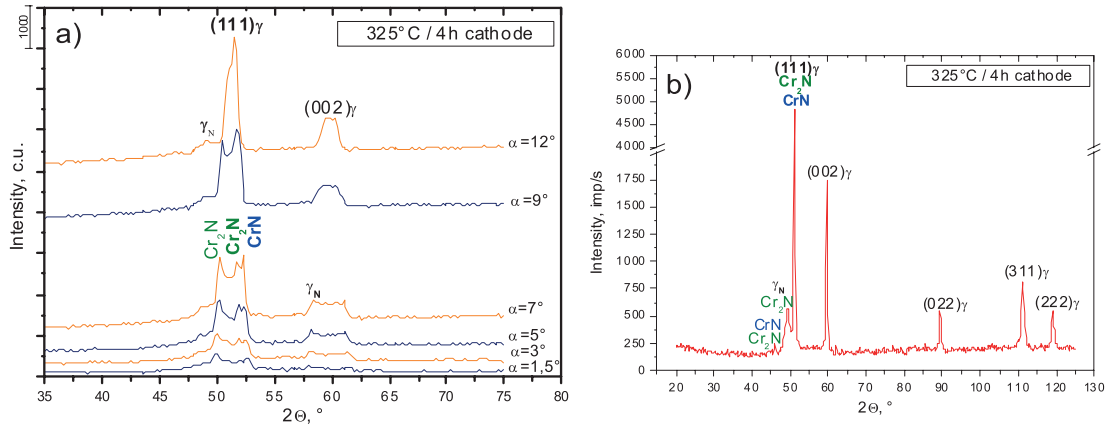 a)
325°C / 4h cathode
1000
(111)γ
γN
(002)γ
α=12°
α=9°
Cr2N
Cr2N
CrN
γN
α=7°
α=5°
α=3°
α=1,5°
Intensity, c.u.
35 40 45 50 55 60 65 70 75 80
2Θ, °
b)
325°C / 4h cathode
6000
5500
5000
4500
4000
1750
1500
1250
1000
750
500
250
0
Intensity, imp/s
(111)γ
Cr2N
CrN
(002)γ
γN
Cr2N
CrN
Cr2N
(022)γ
(311)γ
(222)γ
20 30 40 50 60 70 80 90 100 110 120 130
2Θ, °